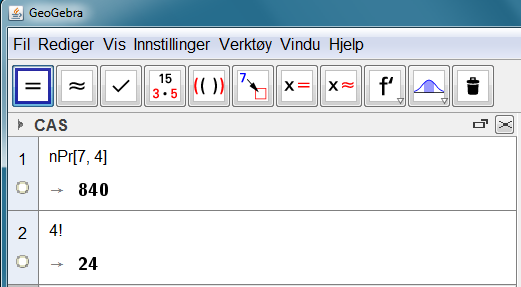 GeoGebra
Fil Rediger Vis Innstillinger Verktøy Vindu Hjelp
= ≈ ✓ 15 3•5 (( )) 7 x= x≈ f'
CAS
1 nPr[7, 4]
→ 840
2 4!
→ 24